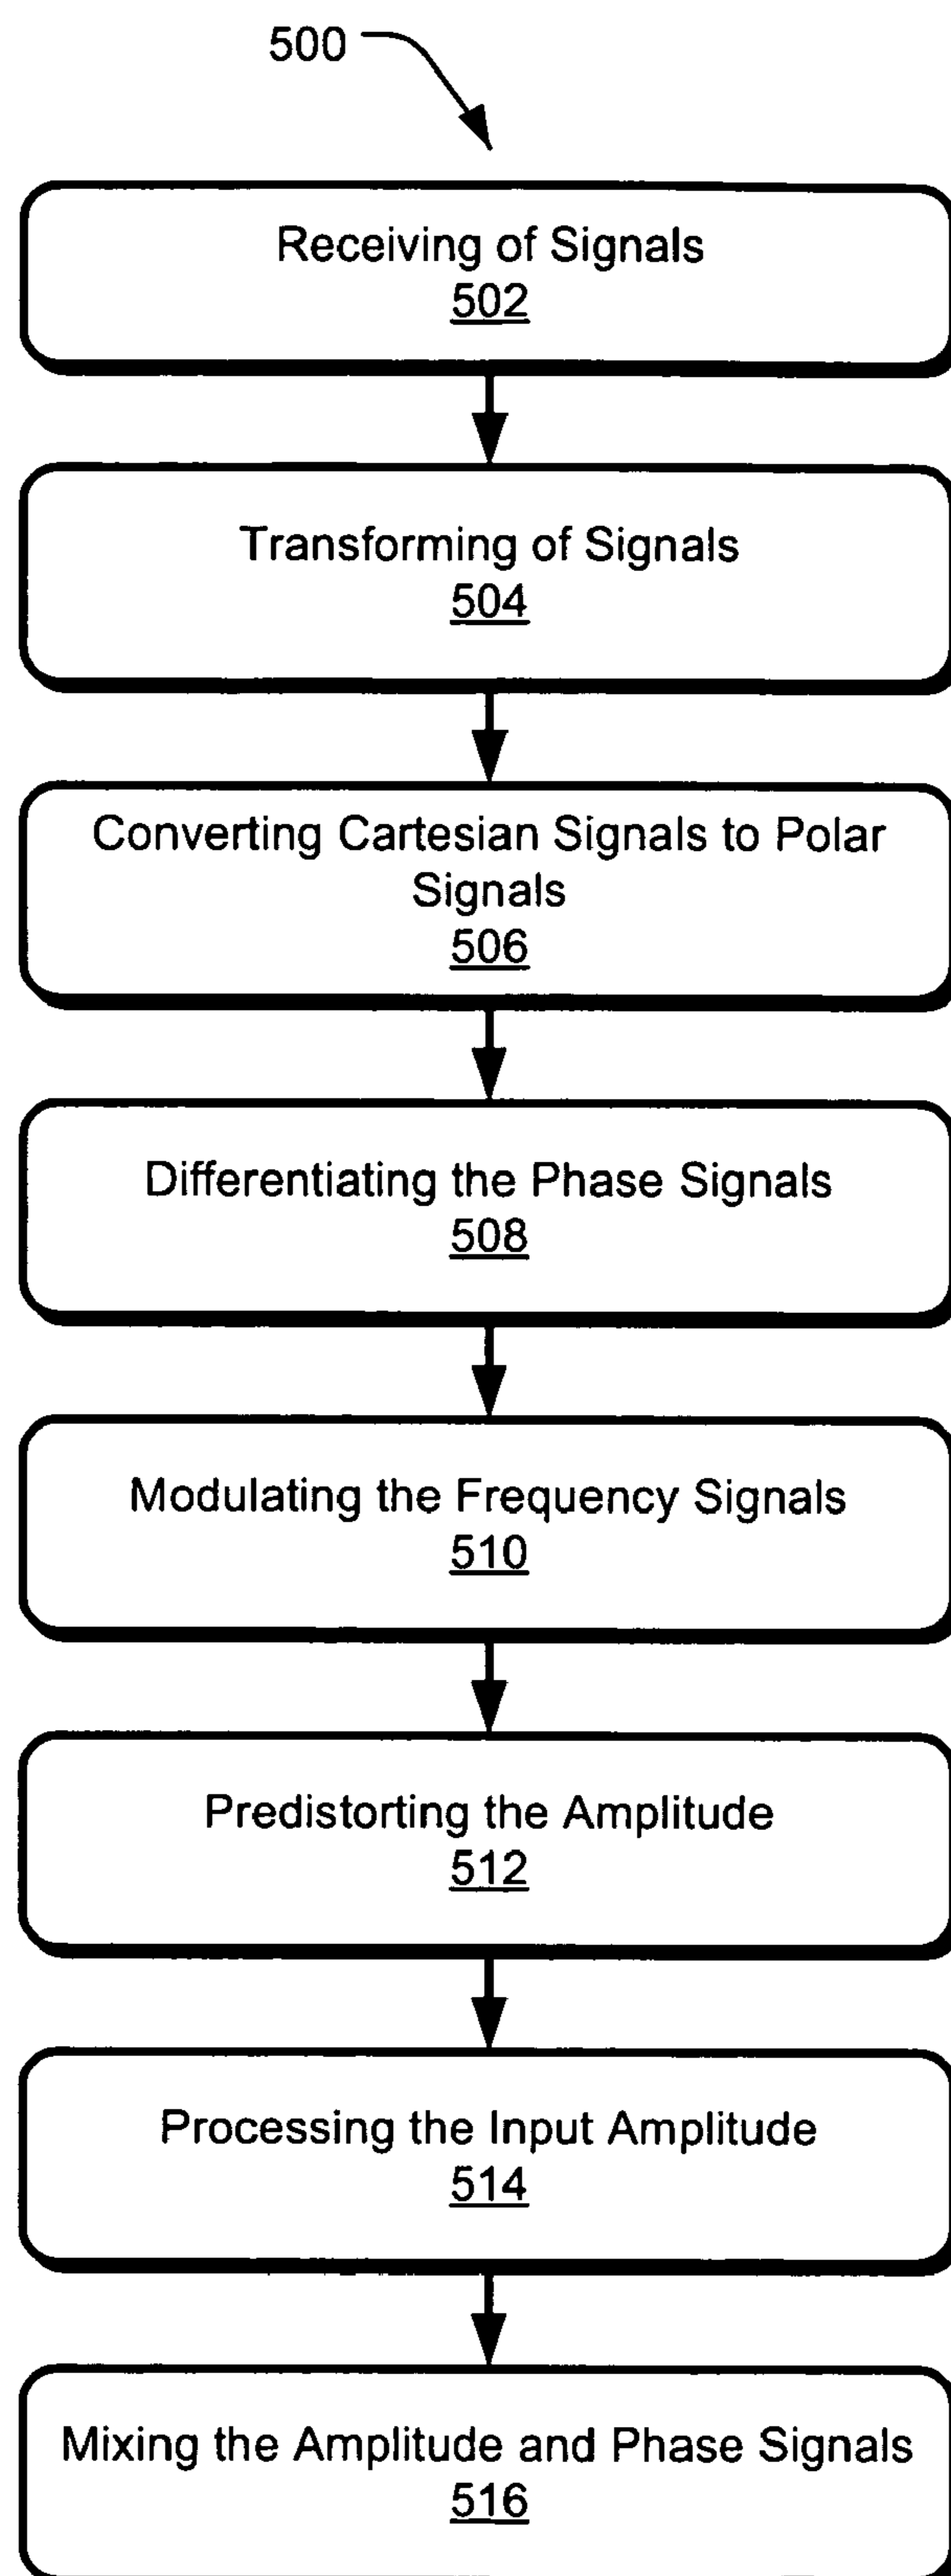 500
Receiving of Signals
502
Transforming of Signals
504
Converting Cartesian Signals to Polar
Signals
506
Differentiating the Phase Signals
508
Modulating the Frequency Signals
510
Predistorting the Amplitude
512
Processing the Input Amplitude
514
Mixing the Amplitude and Phase Signals
516